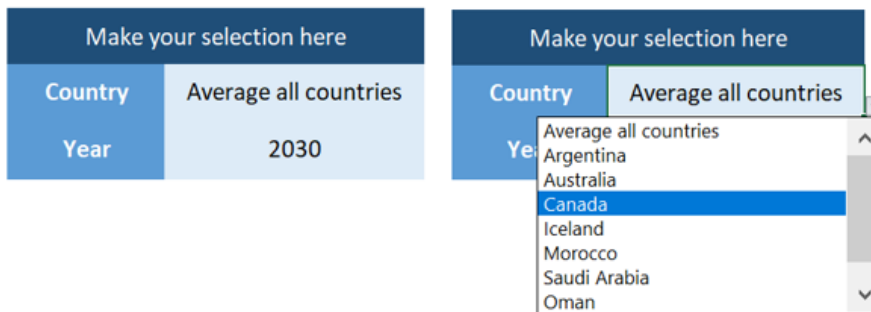 Make your selection here
Country Average all countries
Year 2030
Make your selection here
Country Average all countries
Ye
Average all countries
Argentina
Australia
Canada
Iceland
Morocco
Saudi Arabia
Oman